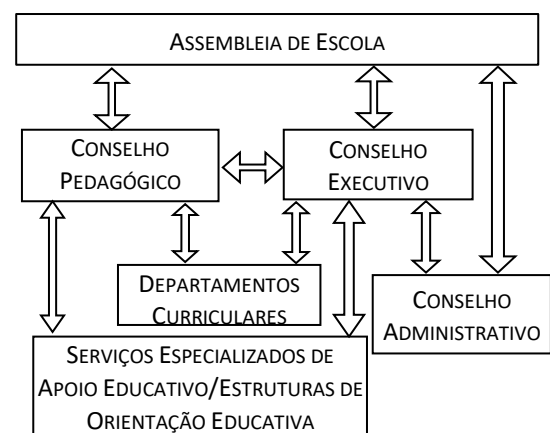 ASSEMBLEIA DE ESCOLA
CONSELHO
PEDAGÓGICO
CONSELHO
EXECUTIVO
DEPARTAMENTOS
CURRICULARES
CONSELHO
ADMINISTRATIVO
SERVIÇOS ESPECIALIZADOS DE
APOIO EDUCATIVO/ESTRUTURAS DE
ORIENTAÇÃO EDUCATIVA